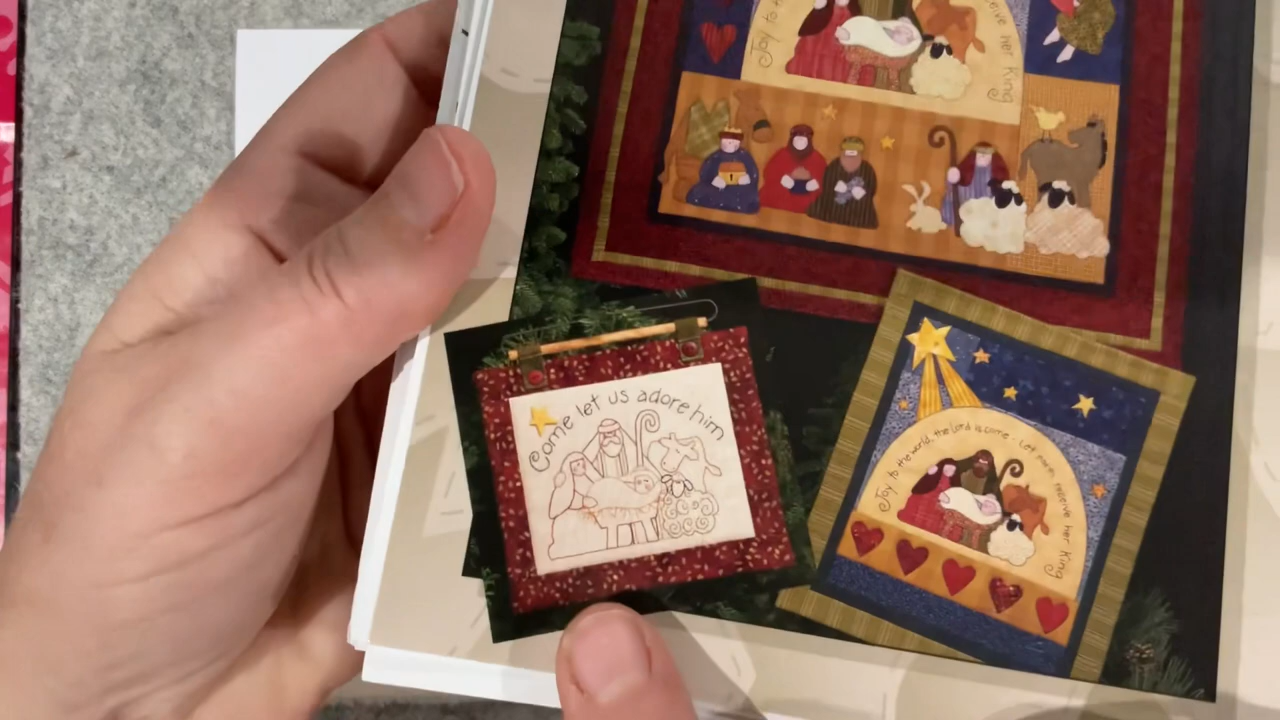 Joy to
receive her King
Come let us adore him
Joy to the world, the Lord is come. Let earth receive her King